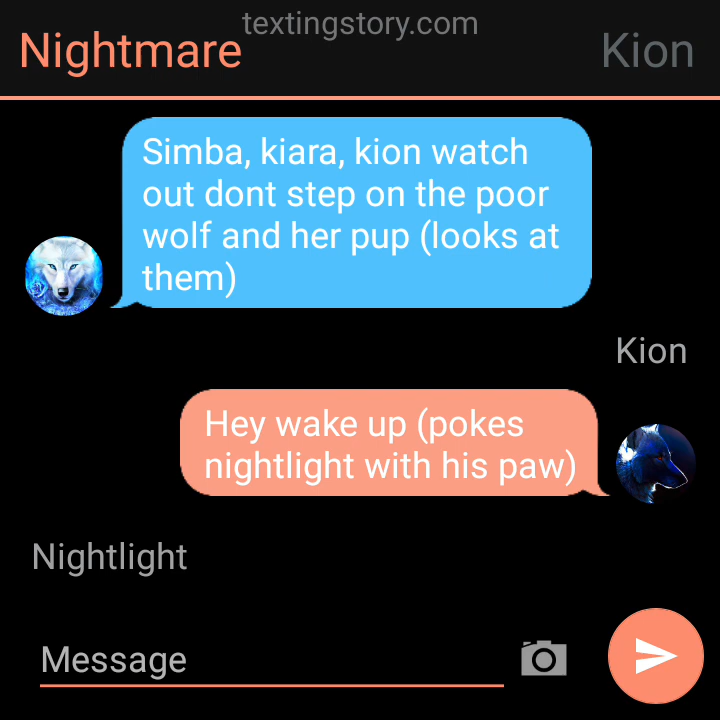 textingstory.com
Nightmare Kion
Simba, kiara, kion watch
out dont step on the poor
wolf and her pup (looks at
them)
Kion
Hey wake up (pokes
nightlight with his paw)
Nightlight
Message